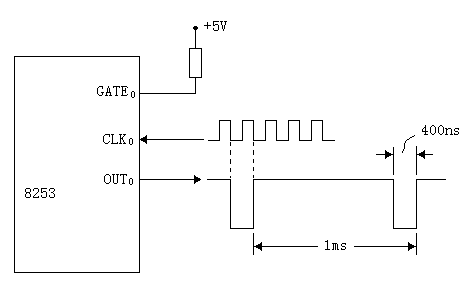 +5V
GATE₀
CLK₀
400ns
OUT₀
8253
1ms